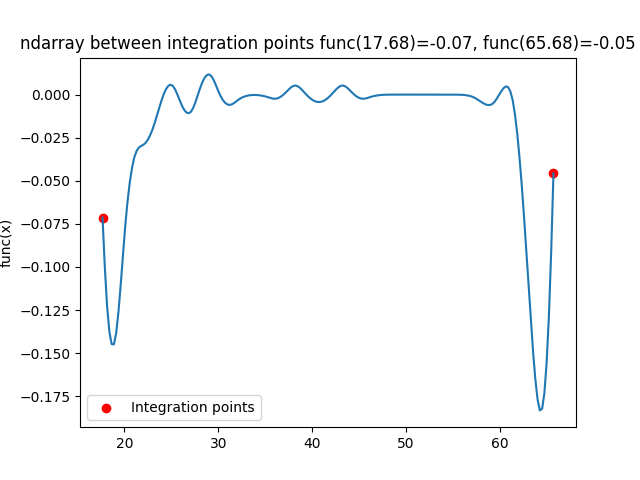 ndarray between integration points func(17.68)=-0.07, func(65.68)=-0.05
0.000
-0.025
-0.050
-0.075
-0.100
-0.125
-0.150
-0.175
func(x)
Integration points
20 30 40 50 60